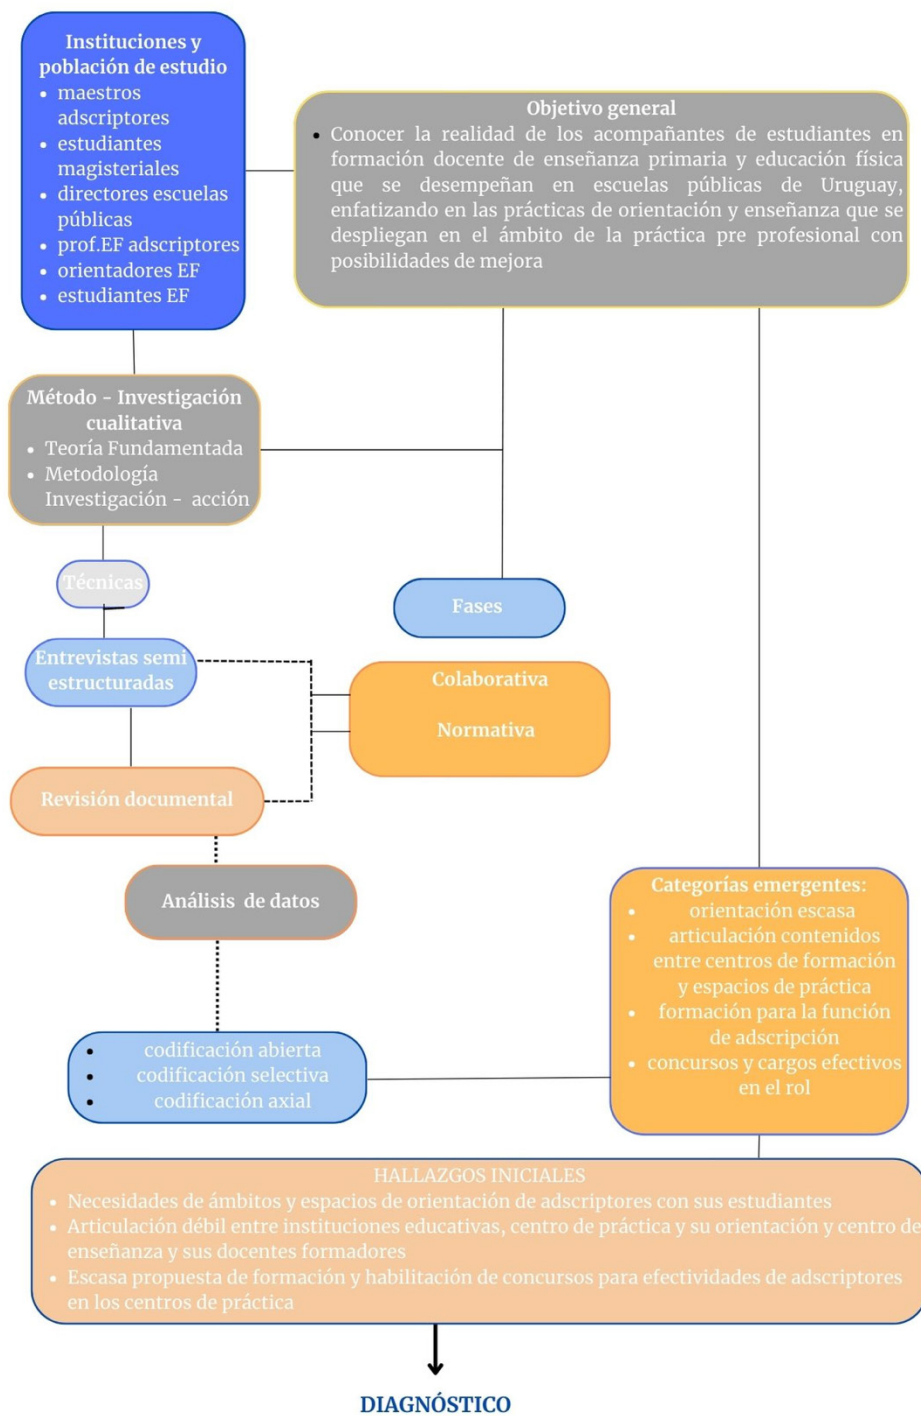 Instituciones y
población de estudio
• maestros
adscriptores
• estudiantes
magisteriales
• directores escuelas
públicas
• prof.EF adscriptores
• orientadores EF
• estudiantes EF
Objetivo general
• Conocer la realidad de los acompañantes de estudiantes en
formación docente de enseñanza primaria y educación física
que se desempeñan en escuelas públicas de Uruguay,
enfatizando en las prácticas de orientación y enseñanza que se
despliegan en el ámbito de la práctica pre profesional con
posibilidades de mejora
Método - Investigación
cualitativa
• Teoría Fundamentada
• Metodología
Investigación - acción
Técnicas
Fases
Entrevistas semi
estructuradas
Colaborativa
Normativa
Revisión documental
Análisis de datos
Categorías emergentes:
• orientación escasa
• articulación contenidos
entre centros de formación
y espacios de práctica
• formación para la función
de adscripción
• concursos y cargos efectivos
en el rol
• codificación abierta
• codificación selectiva
• codificación axial
HALLAZGOS INICIALES
• Necesidades de ámbitos y espacios de orientación de adscriptores con sus estudiantes
• Articulación débil entre instituciones educativas, centro de práctica y su orientación y centro de
enseñanza y sus docentes formadores
• Escasa propuesta de formación y habilitación de concursos para efectividades de adscriptores
en los centros de práctica
DIAGNÓSTICO